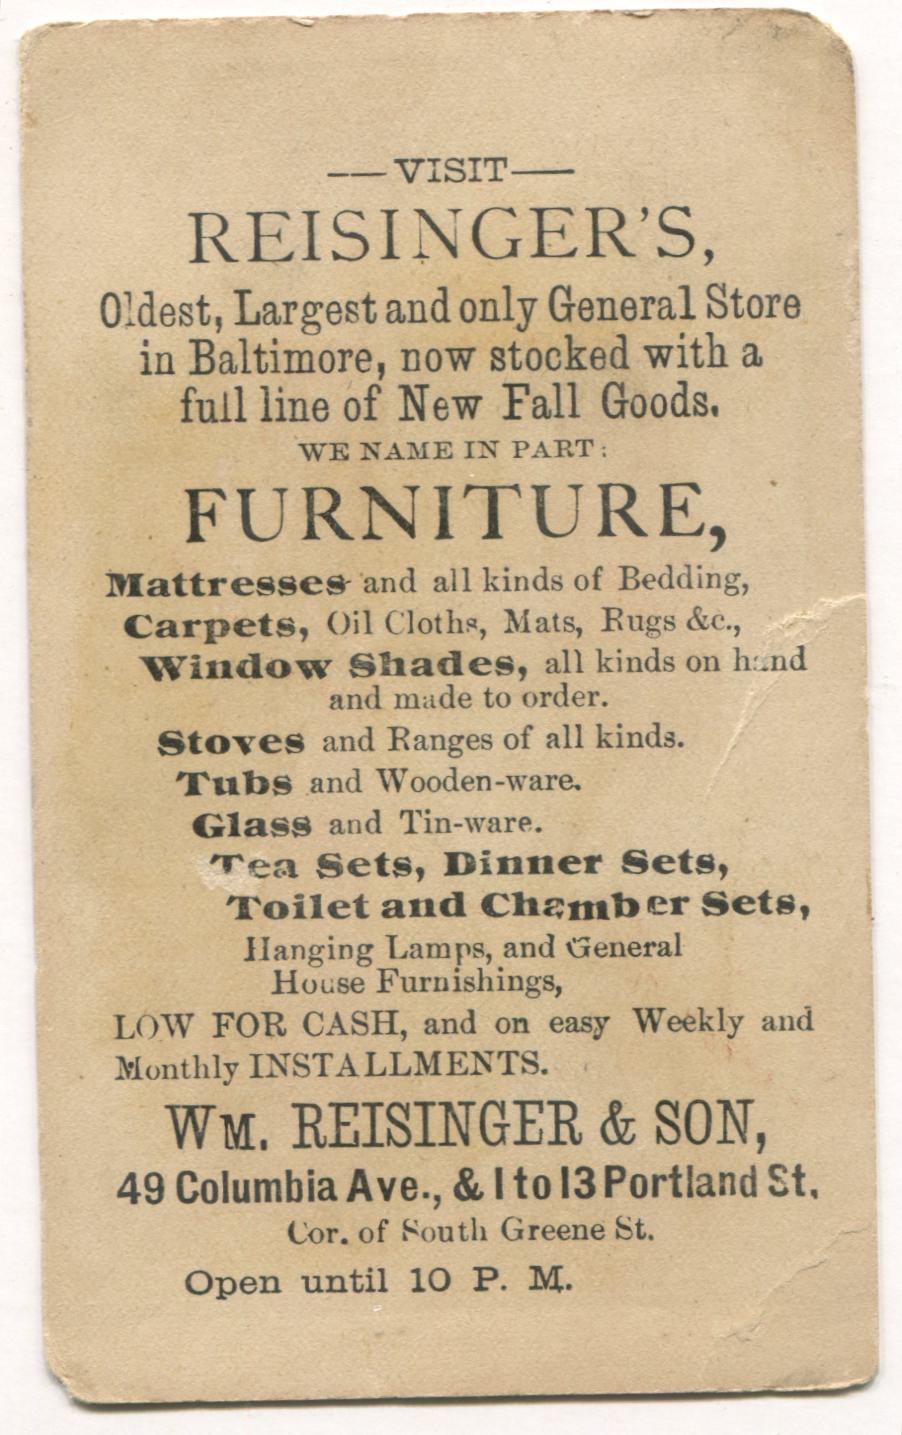 VISIT
REISINGER'S,
Oldest, Largest and only General Store
in Baltimore, now stocked with a
full line of New Fall Goods.
WE NAME IN PART:
FURNITURE,
Mattresses and all kinds of Bedding,
Carpets, Oil Cloths, Mats, Rugs &c.,
Window Shades, all kinds on hand
and made to order.
Stoves and Ranges of all kinds.
Tubs and Wooden-ware.
Glass and Tin-ware.
Tea Sets, Dinner Sets,
Toilet and Chamber Sets,
Hanging Lamps, and General
House Furnishings,
LOW FOR CASH, and on easy Weekly and
Monthly INSTALLMENTS.
WM. REISINGER & SON,
49 Columbia Ave., & 1 to 13 Portland St.
Cor. of South Greene St.
Open until 10 P. M.